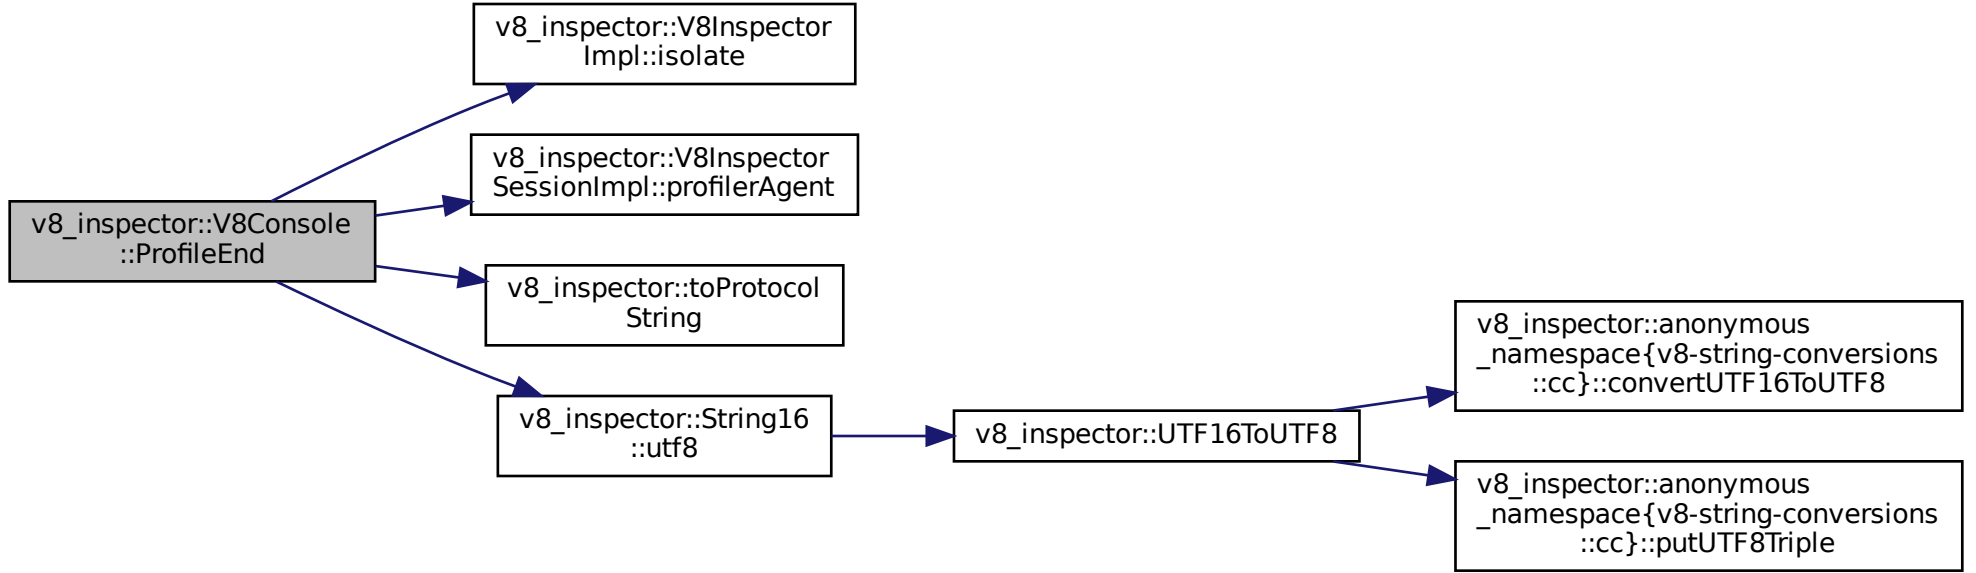 v8_inspector::V8Console
::ProfileEnd
v8_inspector::V8Inspector
Impl::isolate
v8_inspector::V8Inspector
SessionImpl::profilerAgent
v8_inspector::toProtocol
String
v8_inspector::String16
::utf8
v8_inspector::UTF16ToUTF8
v8_inspector::anonymous
_namespace{v8-string-conversions
::cc}::convertUTF16ToUTF8
v8_inspector::anonymous
_namespace{v8-string-conversions
::cc}::putUTF8Triple